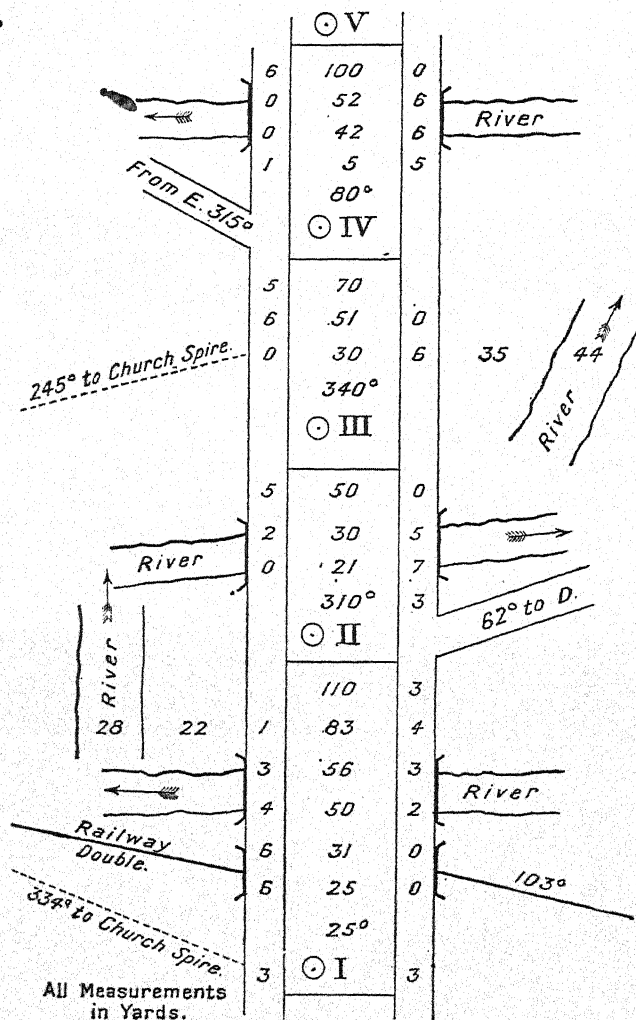 ⊙ V
6 100 0
0 52 6
River
0 42 6
1 5 5
From E. 315°
80°
⊙ IV
5 70
6 51 0
245° to Church Spire.
0 30 6 35 44
River
340°
⊙ III
5 50 0
2 30 5
River
0 21 7
310° 3
62° to D.
⊙ II
River
110 3
28 22 1 83 4
3 56 3
River
4 50 2
Railway
Double.
6 31 0
6 25 0
103°
334° to Church Spire.
25°
3 ⊙ I 3
All Measurements
in Yards.